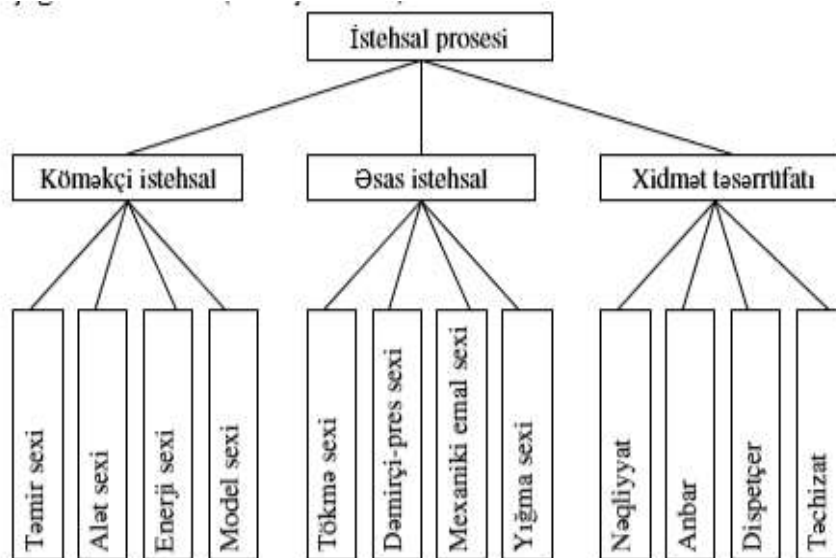 İstehsal prosesi
Köməkçi istehsal
Əsas istehsal
Xidmət təsərrüfatı
Təmir sexi
Alət sexi
Enerji sexi
Model sexi
Tökmə sexi
Dəmirçi-pres sexi
Mexaniki emal sexi
Yığma sexi
Nəqliyyat
Anbar
Dispetçer
Təchizat